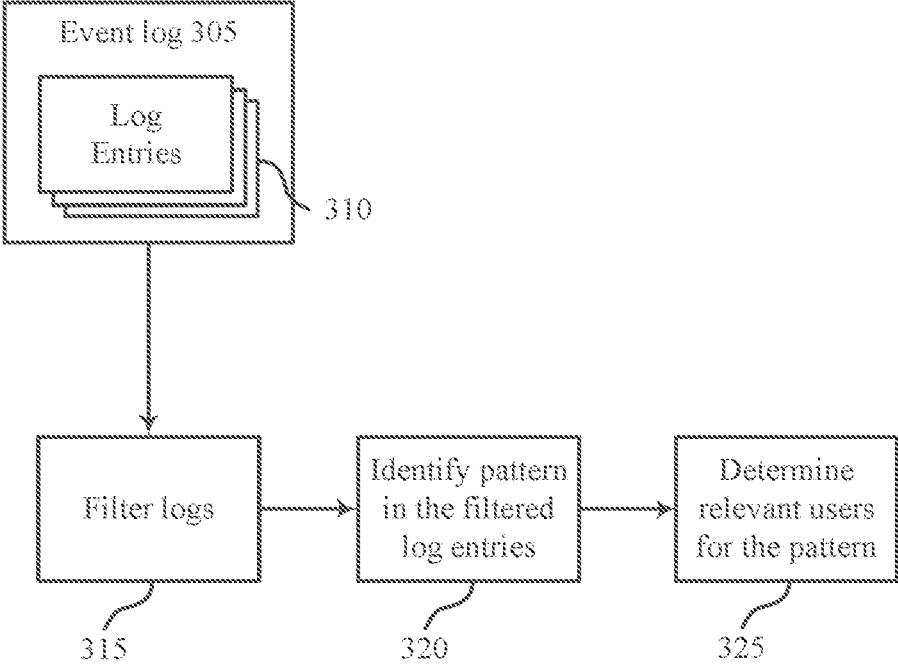 Event log 305
Log
Entries
310
Filter logs
Identify pattern
in the filtered
log entries
Determine
relevant users
for the pattern
315
320
325